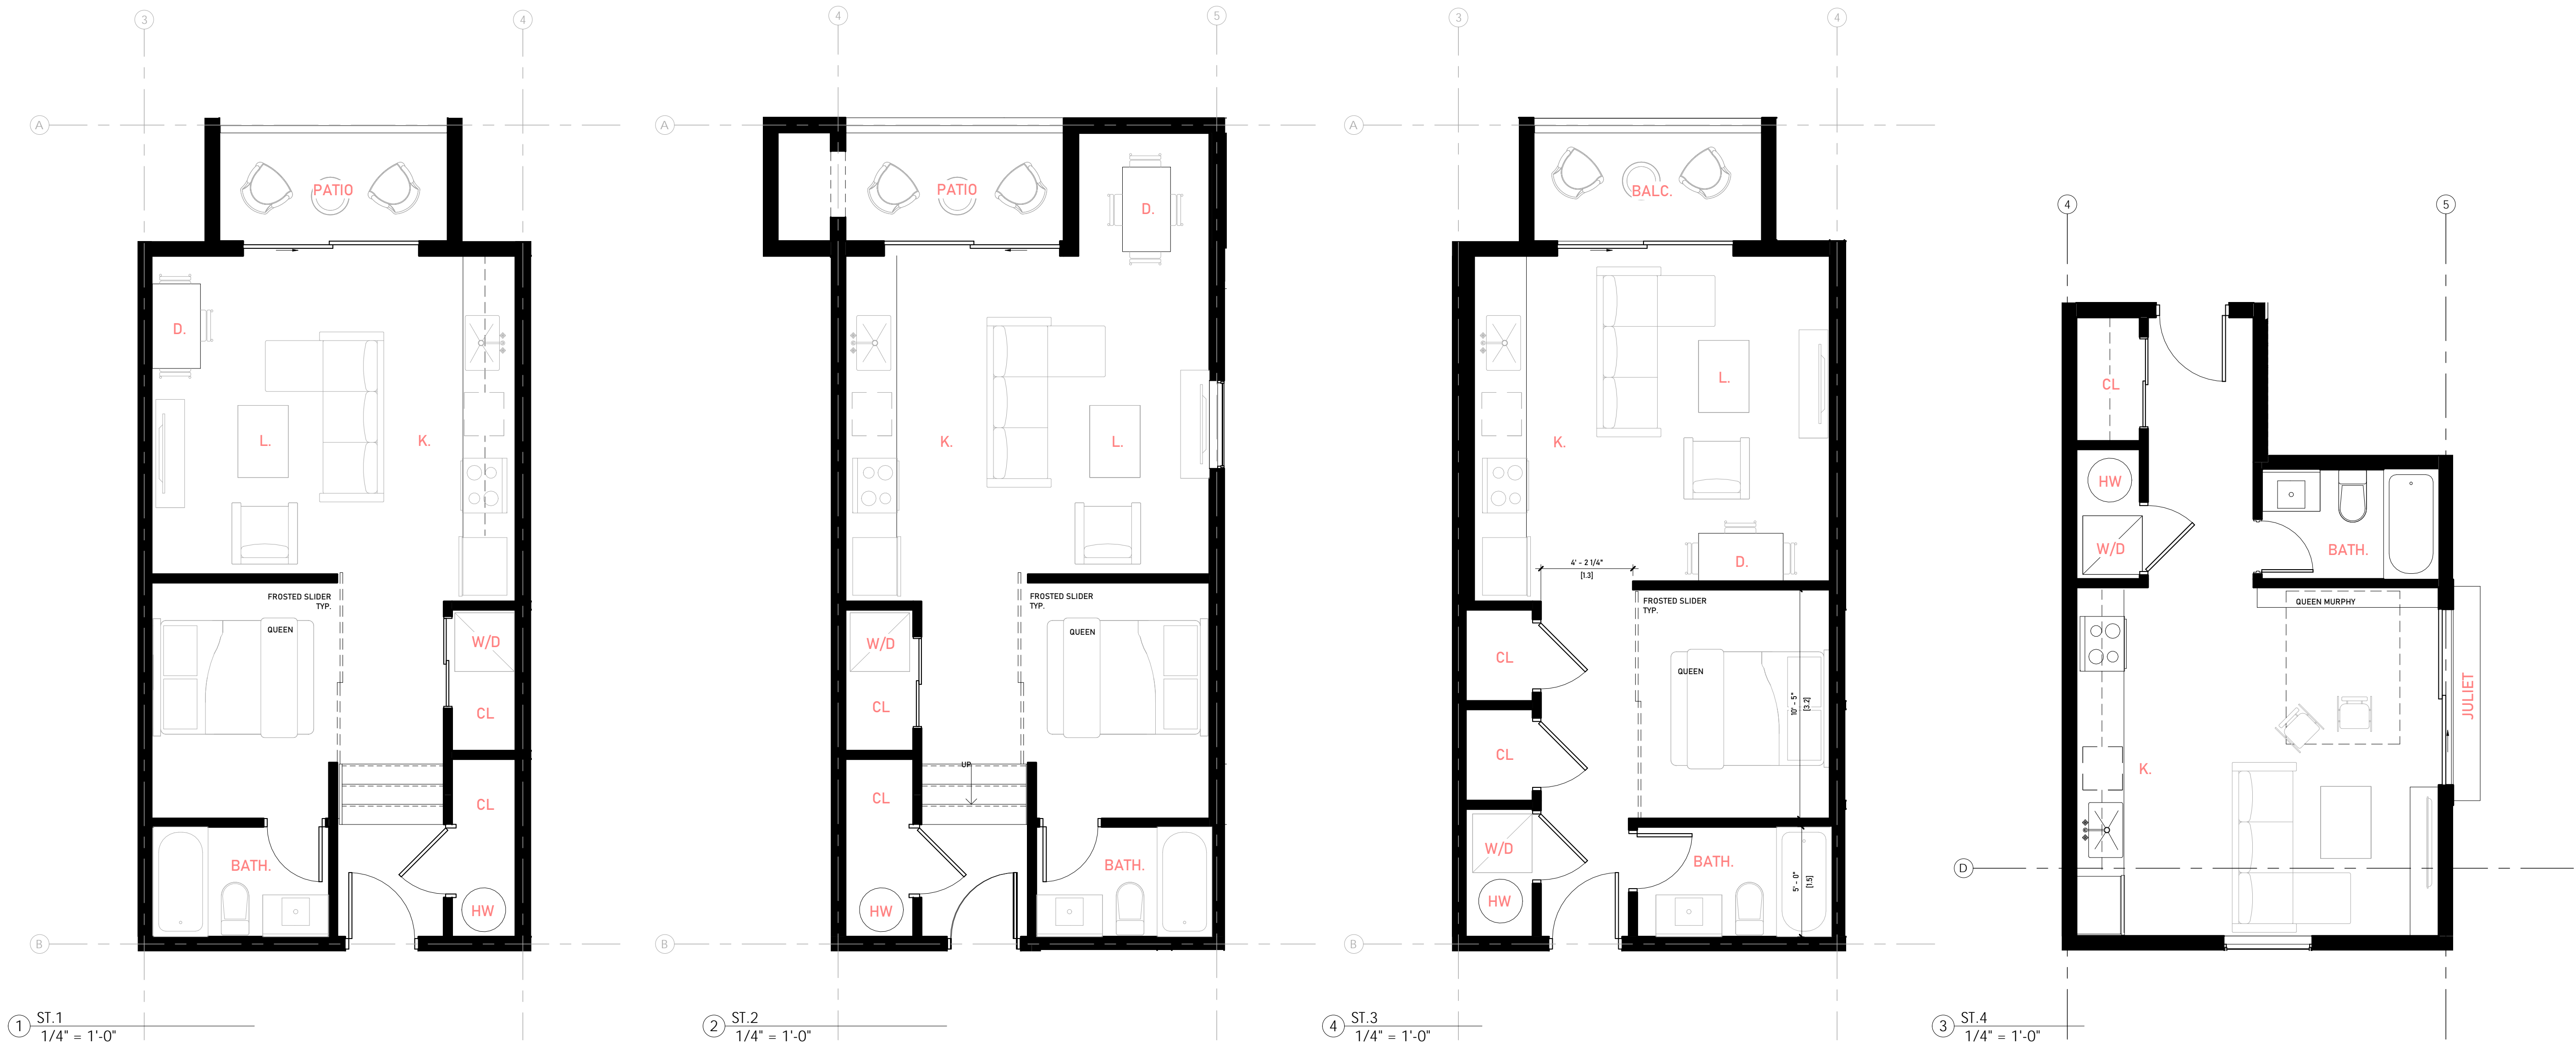 3
4
A
PATIO
D.
L.
K.
FROSTED SLIDER
TYP.
QUEEN
W/D
CL
CL
BATH.
HW
B
1
ST.1
1/4" = 1'-0"
4
5
A
PATIO
D.
K.
L.
FROSTED SLIDER
TYP.
QUEEN
W/D
CL
UP
CL
BATH.
HW
B
2
ST.2
1/4" = 1'-0"
3
4
A
BALC.
L.
K.
D.
4' - 2 1/4"
[1.3]
FROSTED SLIDER
TYP.
CL
QUEEN
10' - 5"
[3.2]
CL
W/D
BATH.
5' - 0"
[1.5]
HW
B
4
ST.3
1/4" = 1'-0"
4
5
CL
HW
W/D
BATH.
QUEEN MURPHY
JULIET
K.
D
3
ST.4
1/4" = 1'-0"